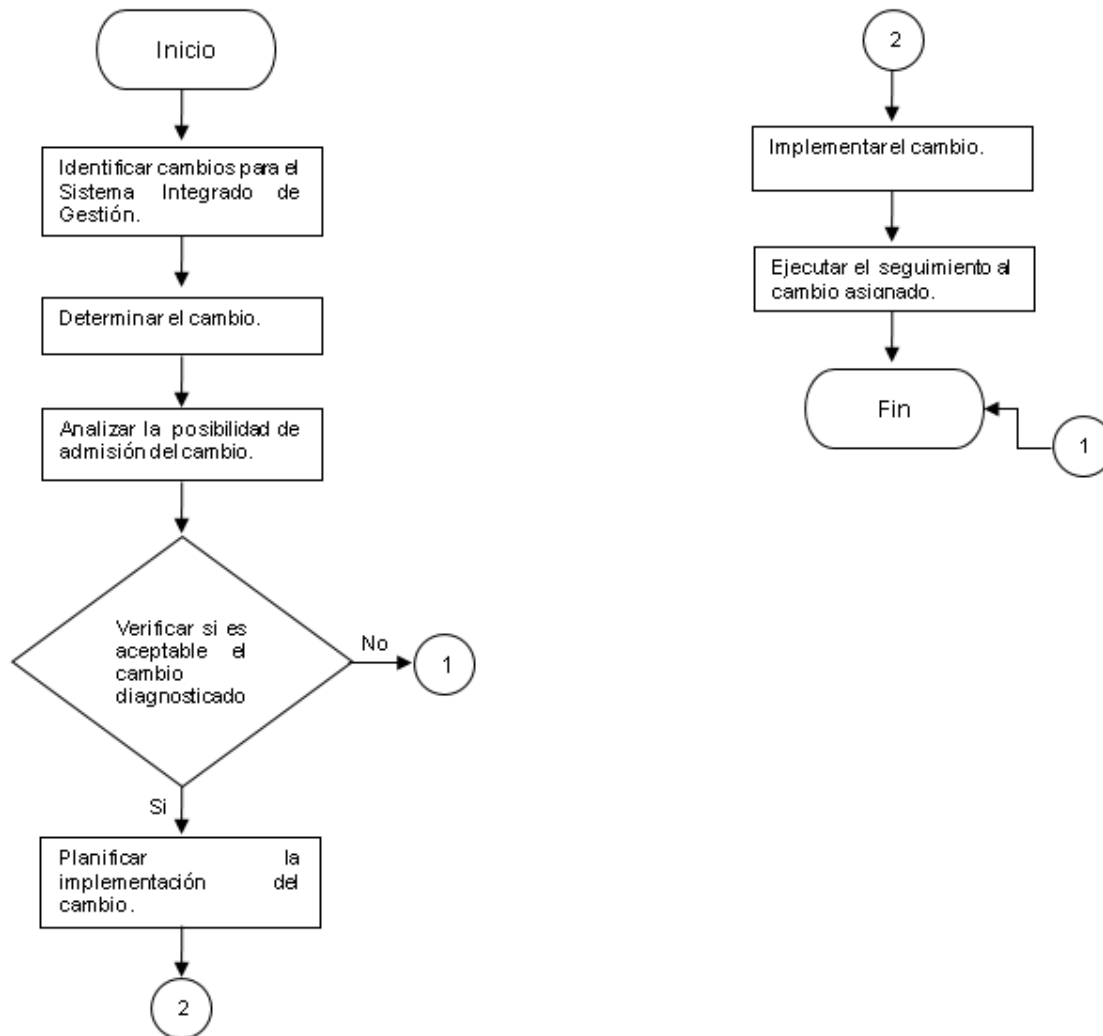 Inicio
Identificar cambios para el
Sistema Integrado de
Gestión.
Determinar el cambio.
Analizar la posibilidad de
admisión del cambio.
Verificar si es
aceptable el
cambio
diagnosticado
No
1
Si
Planificar la
implementación del
cambio.
2
2
Implementar el cambio.
Ejecutar el seguimiento al
cambio asignado.
Fin
1